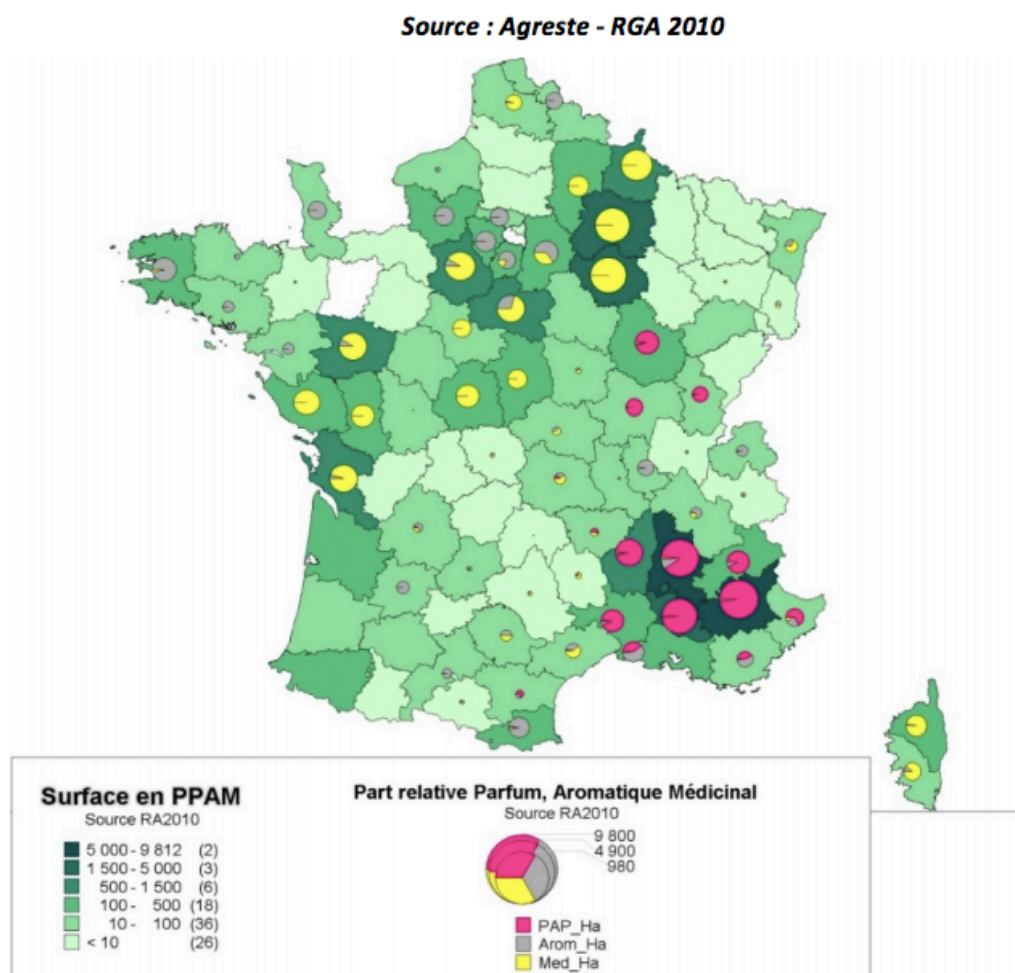 Source : Agreste - RGA 2010
Surface en PPAM
Source RA2010
5 000 - 9 812 (2)
1 500 - 5 000 (3)
500 - 1 500 (6)
100 - 500 (18)
10 - 100 (36)
< 10 (26)
Part relative Parfum, Aromatique Médicinal
Source RA2010
9 800
4 900
980
PAP_Ha
Arom_Ha
Med_Ha